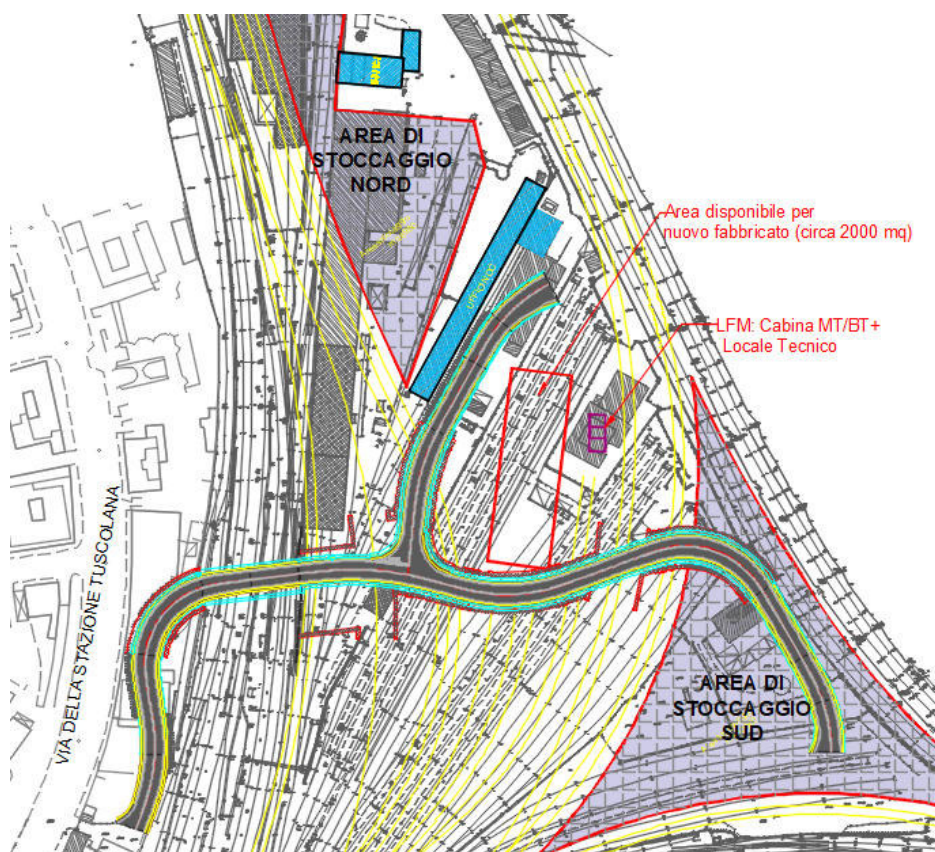 AREA DI
STOCCAGGIO
NORD
Area disponibile per
nuovo fabbricato (circa 2000 mq)
LFM: Cabina MT/BT+
Locale Tecnico
VIA DELLA STAZIONE TUSCOLANA
AREA DI
STOCCAGGIO
SUD